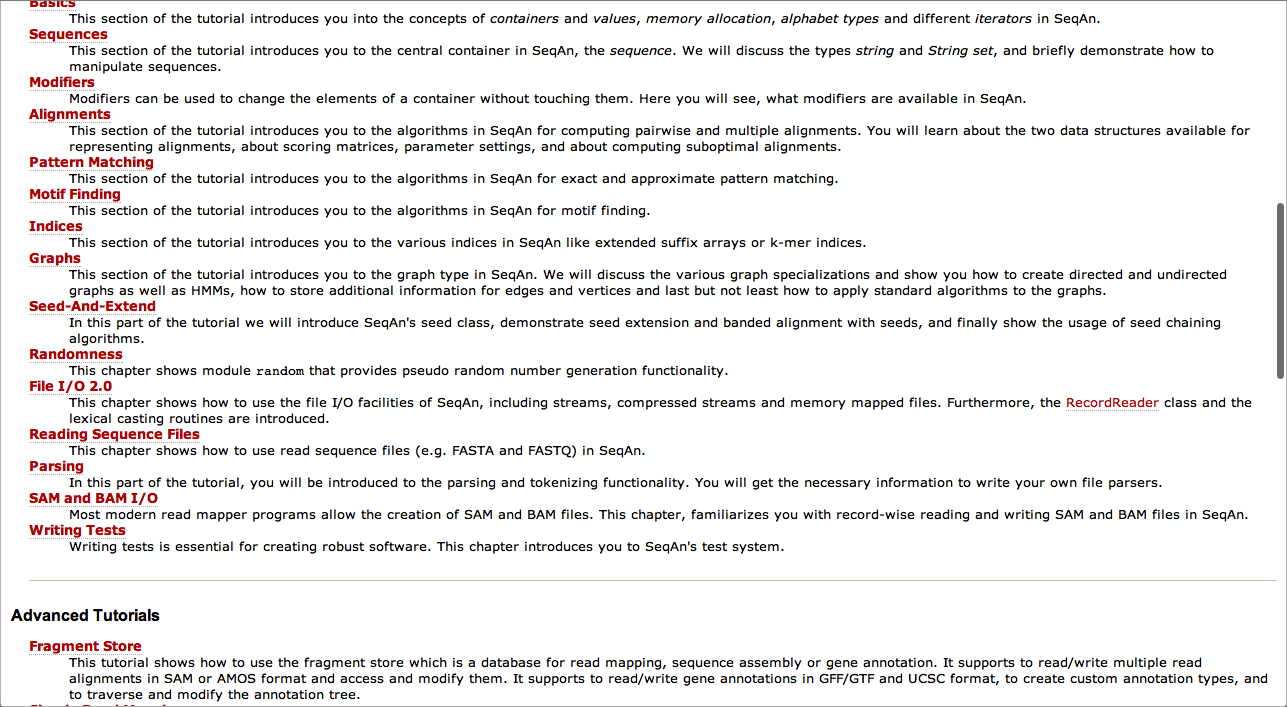 Basics
This section of the tutorial introduces you into the concepts of containers and values, memory allocation, alphabet types and different iterators in SeqAn.
Sequences
This section of the tutorial introduces you to the central container in SeqAn, the sequence. We will discuss the types string and String set, and briefly demonstrate how to
manipulate sequences.
Modifiers
Modifiers can be used to change the elements of a container without touching them. Here you will see, what modifiers are available in SeqAn.
Alignments
This section of the tutorial introduces you to the algorithms in SeqAn for computing pairwise and multiple alignments. You will learn about the two data structures available for
representing alignments, about scoring matrices, parameter settings, and about computing suboptimal alignments.
Pattern Matching
This section of the tutorial introduces you to the algorithms in SeqAn for exact and approximate pattern matching.
Motif Finding
This section of the tutorial introduces you to the algorithms in SeqAn for motif finding.
Indices
This section of the tutorial introduces you to the various indices in SeqAn like extended suffix arrays or k-mer indices.
Graphs
This section of the tutorial introduces you to the graph type in SeqAn. We will discuss the various graph specializations and show you how to create directed and undirected
graphs as well as HMMs, how to store additional information for edges and vertices and last but not least how to apply standard algorithms to the graphs.
Seed-And-Extend
In this part of the tutorial we will introduce SeqAn's seed class, demonstrate seed extension and banded alignment with seeds, and finally show the usage of seed chaining
algorithms.
Randomness
This chapter shows module random that provides pseudo random number generation functionality.
File I/O 2.0
This chapter shows how to use the file I/O facilities of SeqAn, including streams, compressed streams and memory mapped files. Furthermore, the RecordReader class and the
lexical casting routines are introduced.
Reading Sequence Files
This chapter shows how to use read sequence files (e.g. FASTA and FASTQ) in SeqAn.
Parsing
In this part of the tutorial, you will be introduced to the parsing and tokenizing functionality. You will get the necessary information to write your own file parsers.
SAM and BAM I/O
Most modern read mapper programs allow the creation of SAM and BAM files. This chapter, familiarizes you with record-wise reading and writing SAM and BAM files in SeqAn.
Writing Tests
Writing tests is essential for creating robust software. This chapter introduces you to SeqAn's test system.
Advanced Tutorials
Fragment Store
This tutorial shows how to use the fragment store which is a database for read mapping, sequence assembly or gene annotation. It supports to read/write multiple read
alignments in SAM or AMOS format and access and modify them. It supports to read/write gene annotations in GFF/GTF and UCSC format, to create custom annotation types, and
to traverse and modify the annotation tree.